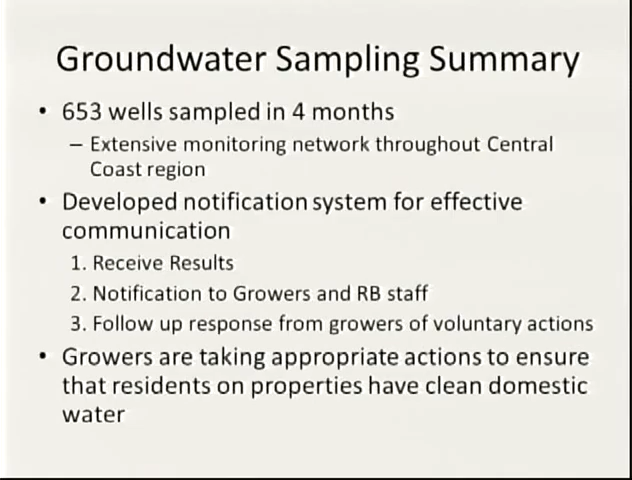 Groundwater Sampling Summary
• 653 wells sampled in 4 months
– Extensive monitoring network throughout Central
Coast region
• Developed notification system for effective
communication
1. Receive Results
2. Notification to Growers and RB staff
3. Follow up response from growers of voluntary actions
• Growers are taking appropriate actions to ensure
that residents on properties have clean domestic
water